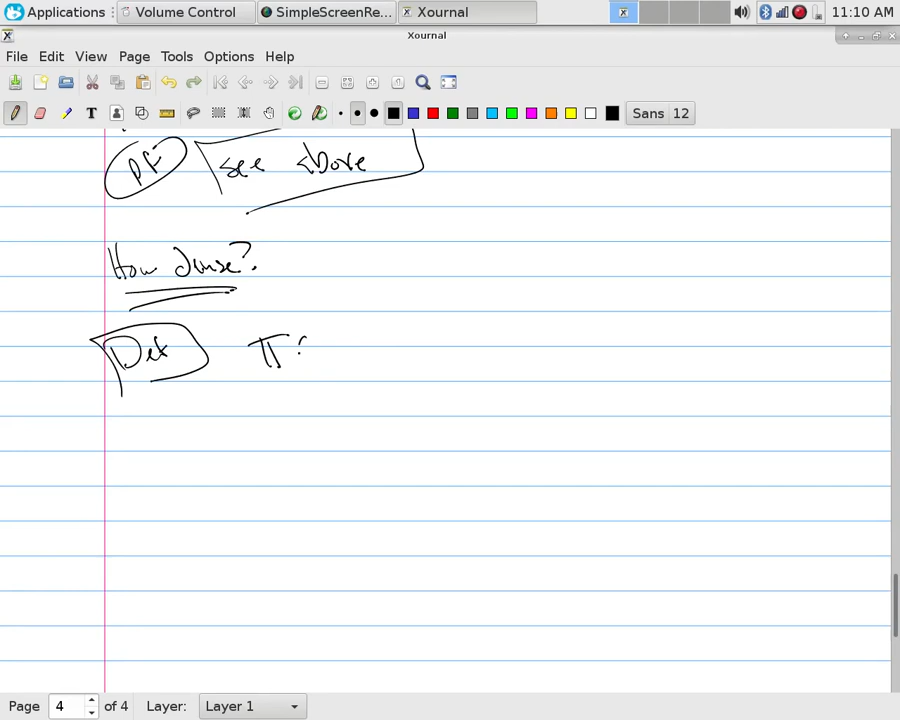 Applications Volume Control SimpleScreenRe... Xournal 11:10 AM
Xournal
File Edit View Page Tools Options Help
Sans 12
PF see above
How dense?
Def π
Page 4 of 4 Layer: Layer 1